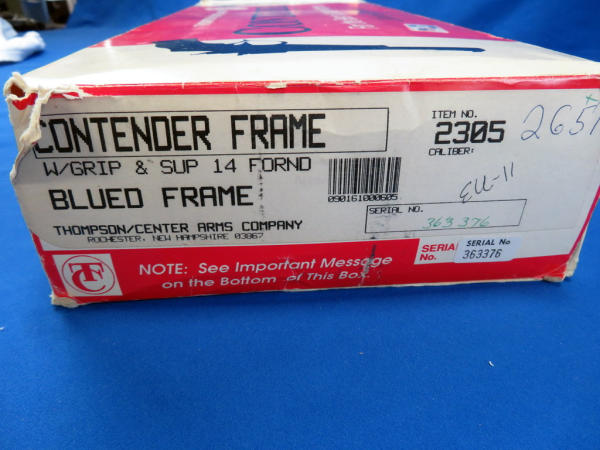 CONTENDER FRAME
W/GRIP & SUP 14 FORND
BLUED FRAME
THOMPSON/CENTER ARMS COMPANY
ROCHESTER, NEW HAMPSHIRE 03867
090161000605
ITEM NO.
2305
CALIBER:
2657
SERIAL NO.
363376
SERIAL No.
SERIAL No
363376
TC
NOTE: See Important Message
on the Bottom of This Box.